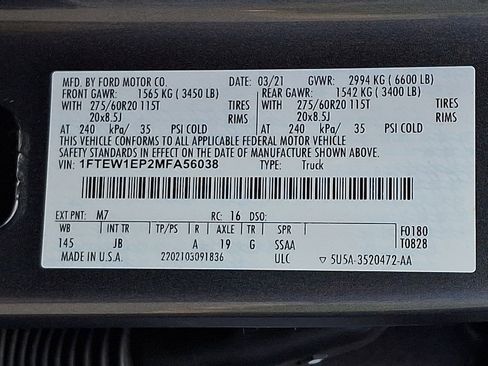 MFD. BY FORD MOTOR CO. DATE: 03/21 GVWR: 2994 KG (6600 LB)
FRONT GAWR: 1565 KG (3450 LB) REAR GAWR: 1542 KG (3400 LB)
WITH 275/60R20 115T TIRES WITH 275/60R20 115T TIRES
20x8.5J RIMS 20x8.5J RIMS
AT 240 kPa/ 35 PSI COLD AT 240 kPa/ 35 PSI COLD
THIS VEHICLE CONFORMS TO ALL APPLICABLE FEDERAL MOTOR VEHICLE
SAFETY STANDARDS IN EFFECT ON THE DATE OF MANUFACTURE SHOWN ABOVE.
VIN: 1FTEW1EP2MFA56038 TYPE: Truck
EXT PNT: M7 RC: 16 DSO:
WB INT TR TP/PS R AXLE TR SPR F0180
145 JB A 19 G SSAA T0828
MADE IN U.S.A. 2202103091836 ULC ▽ 5U5A-3520472-AA